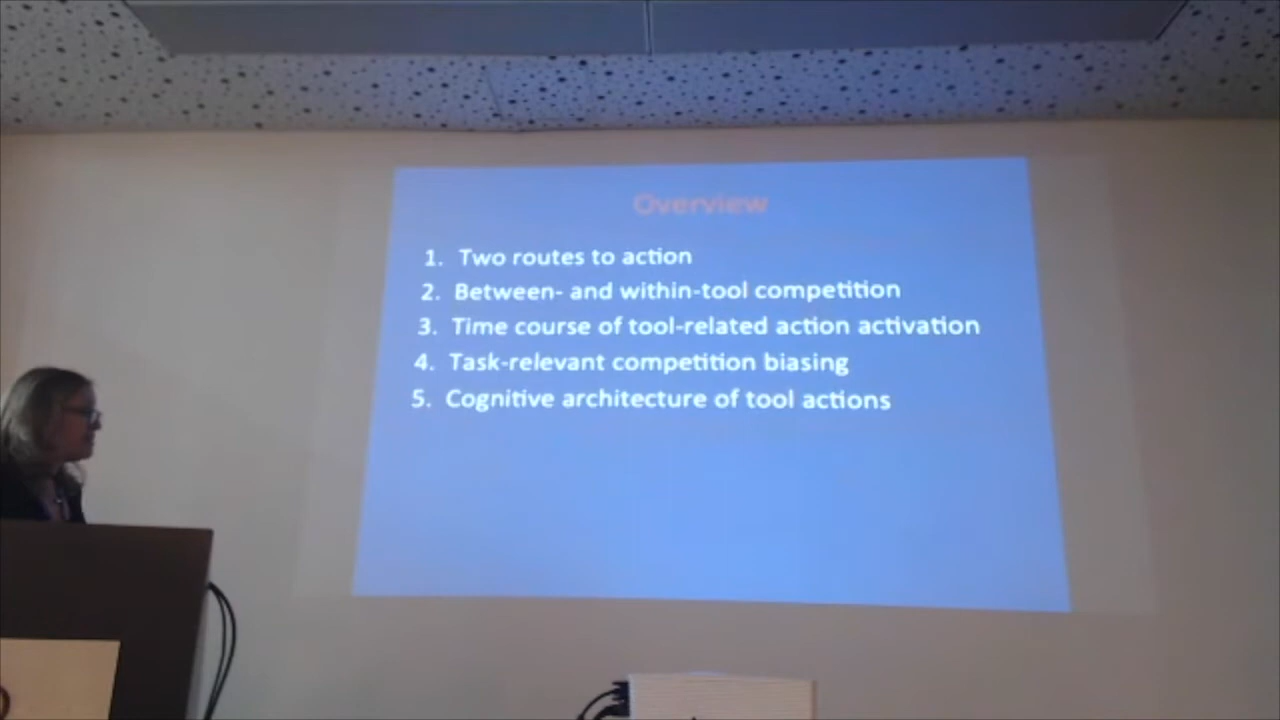 Overview
1. Two routes to action
2. Between- and within-tool competition
3. Time course of tool-related action activation
4. Task-relevant competition biasing
5. Cognitive architecture of tool actions